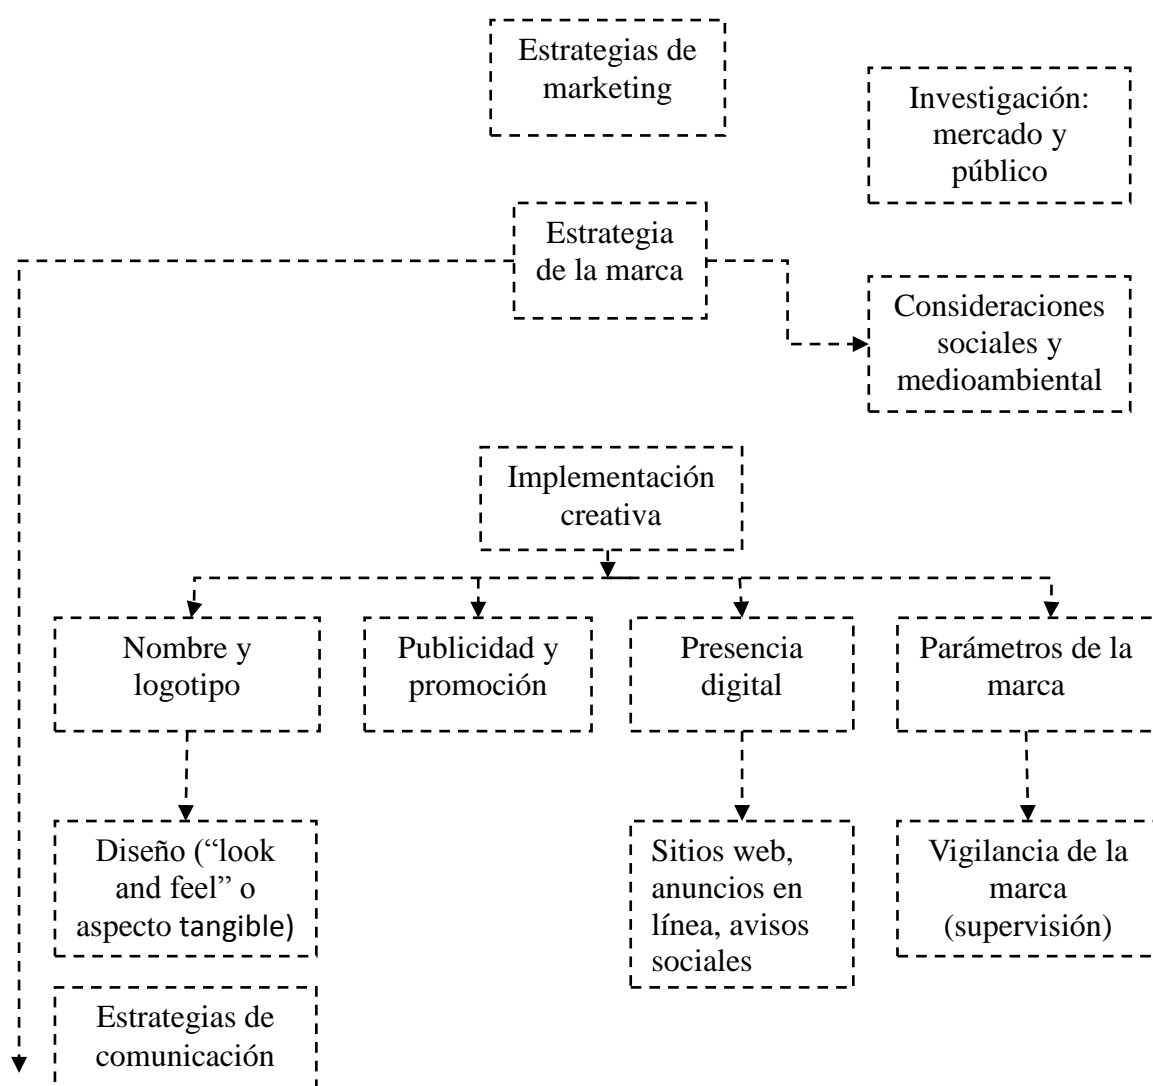 Estrategias de
marketing
Investigación:
mercado y
público
Estrategia
de la marca
Consideraciones
sociales y
medioambiental
Implementación
creativa
Nombre y
logotipo
Publicidad y
promoción
Presencia
digital
Parámetros de la
marca
Diseño (“look
and feel” o
aspecto tangible)
Sitios web,
anuncios en
línea, avisos
sociales
Vigilancia de la
marca
(supervisión)
Estrategias de
comunicación